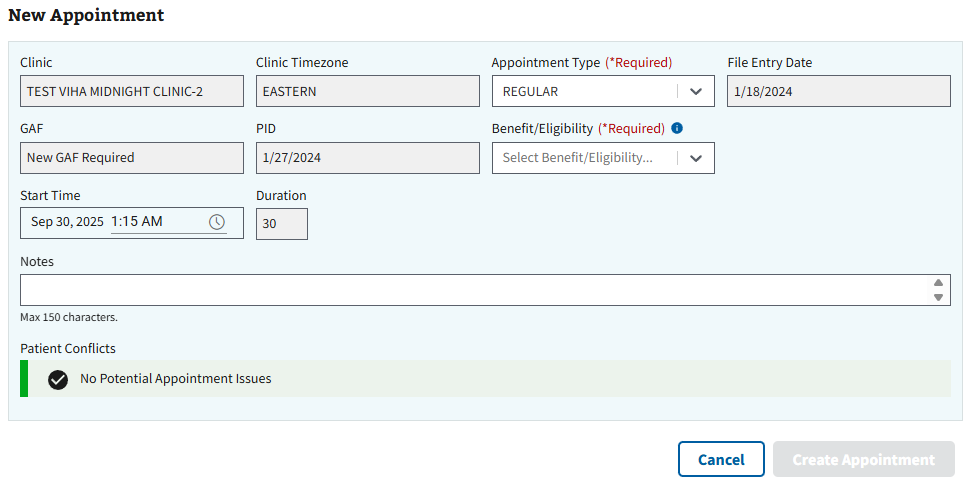 New Appointment
Clinic
Clinic Timezone
Appointment Type (*Required)
File Entry Date
TEST VIHA MIDNIGHT CLINIC-2
EASTERN
REGULAR
1/18/2024
GAF
PID
Benefit/Eligibility (*Required)
New GAF Required
1/27/2024
Select Benefit/Eligibility...
Start Time
Duration
Sep 30, 2025 1:15 AM
30
Notes
Max 150 characters.
Patient Conflicts
No Potential Appointment Issues
Cancel
Create Appointment